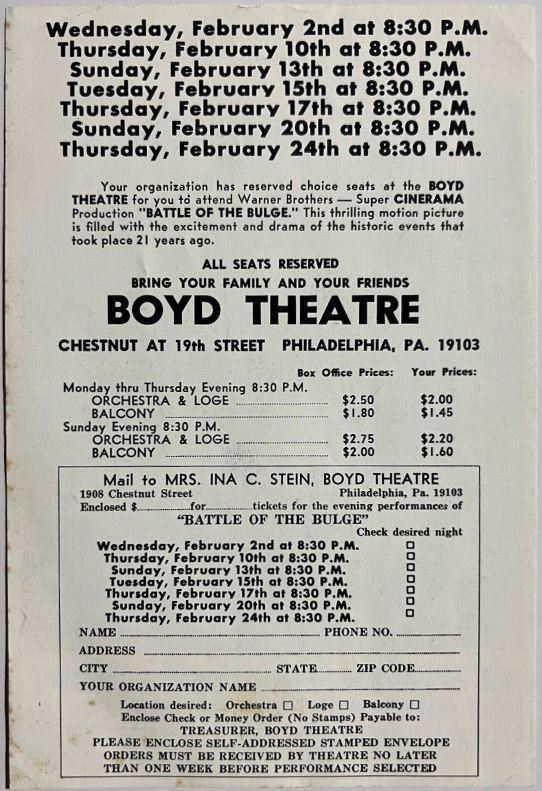 Wednesday, February 2nd at 8:30 P.M.
Thursday, February 10th at 8:30 P.M.
Sunday, February 13th at 8:30 P.M.
Tuesday, February 15th at 8:30 P.M.
Thursday, February 17th at 8:30 P.M.
Sunday, February 20th at 8:30 P.M.
Thursday, February 24th at 8:30 P.M.
Your organization has reserved choice seats at the BOYD
THEATRE for you to attend Warner Brothers — Super CINERAMA
Production "BATTLE OF THE BULGE." This thrilling motion picture
is filled with the excitement and drama of the historic events that
took place 21 years ago.
ALL SEATS RESERVED
BRING YOUR FAMILY AND YOUR FRIENDS
BOYD THEATRE
CHESTNUT AT 19th STREET PHILADELPHIA, PA. 19103
Box Office Prices: Your Prices:
Monday thru Thursday Evening 8:30 P.M.
ORCHESTRA & LOGE ........ $2.50 $2.00
BALCONY ........ $1.80 $1.45
Sunday Evening 8:30 P.M.
ORCHESTRA & LOGE ........ $2.75 $2.20
BALCONY ........ $2.00 $1.60
Mail to MRS. INA C. STEIN, BOYD THEATRE
1908 Chestnut Street Philadelphia, Pa. 19103
Enclosed $........for........tickets for the evening performances of
"BATTLE OF THE BULGE"
Check desired night
Wednesday, February 2nd at 8:30 P.M. □
Thursday, February 10th at 8:30 P.M. □
Sunday, February 13th at 8:30 P.M. □
Tuesday, February 15th at 8:30 P.M. □
Thursday, February 17th at 8:30 P.M. □
Sunday, February 20th at 8:30 P.M. □
Thursday, February 24th at 8:30 P.M. □
NAME ........ PHONE NO. ........
ADDRESS ........
CITY ........ STATE ........ ZIP CODE ........
YOUR ORGANIZATION NAME ........
Location desired: Orchestra □ Loge □ Balcony □
Enclose Check or Money Order (No Stamps) Payable to:
TREASURER, BOYD THEATRE
PLEASE ENCLOSE SELF-ADDRESSED STAMPED ENVELOPE
ORDERS MUST BE RECEIVED BY THEATRE NO LATER
THAN ONE WEEK BEFORE PERFORMANCE SELECTED